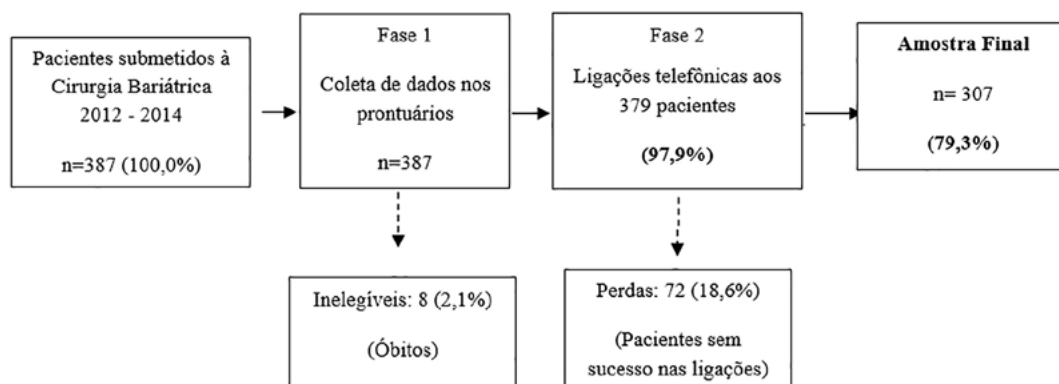 Pacientes submetidos à
Cirurgia Bariátrica
2012 - 2014
n=387 (100,0%)
Fase 1
Coleta de dados nos
prontuários
n=387
Fase 2
Ligações telefônicas aos
379 pacientes
(97,9%)
Amostra Final
n= 307
(79,3%)
Inelegíveis: 8 (2,1%)
(Óbitos)
Perdas: 72 (18,6%)
(Pacientes sem
sucesso nas ligações)